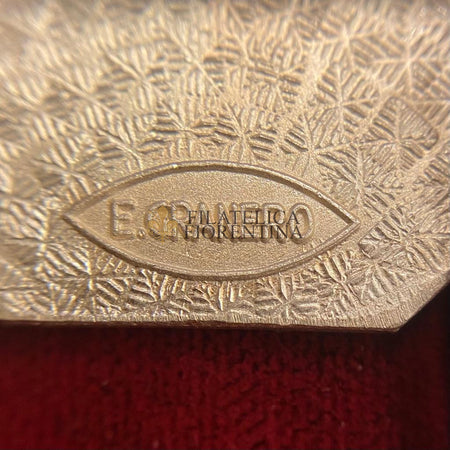 E. GRANERO
FILATELICA
FIORENTINA